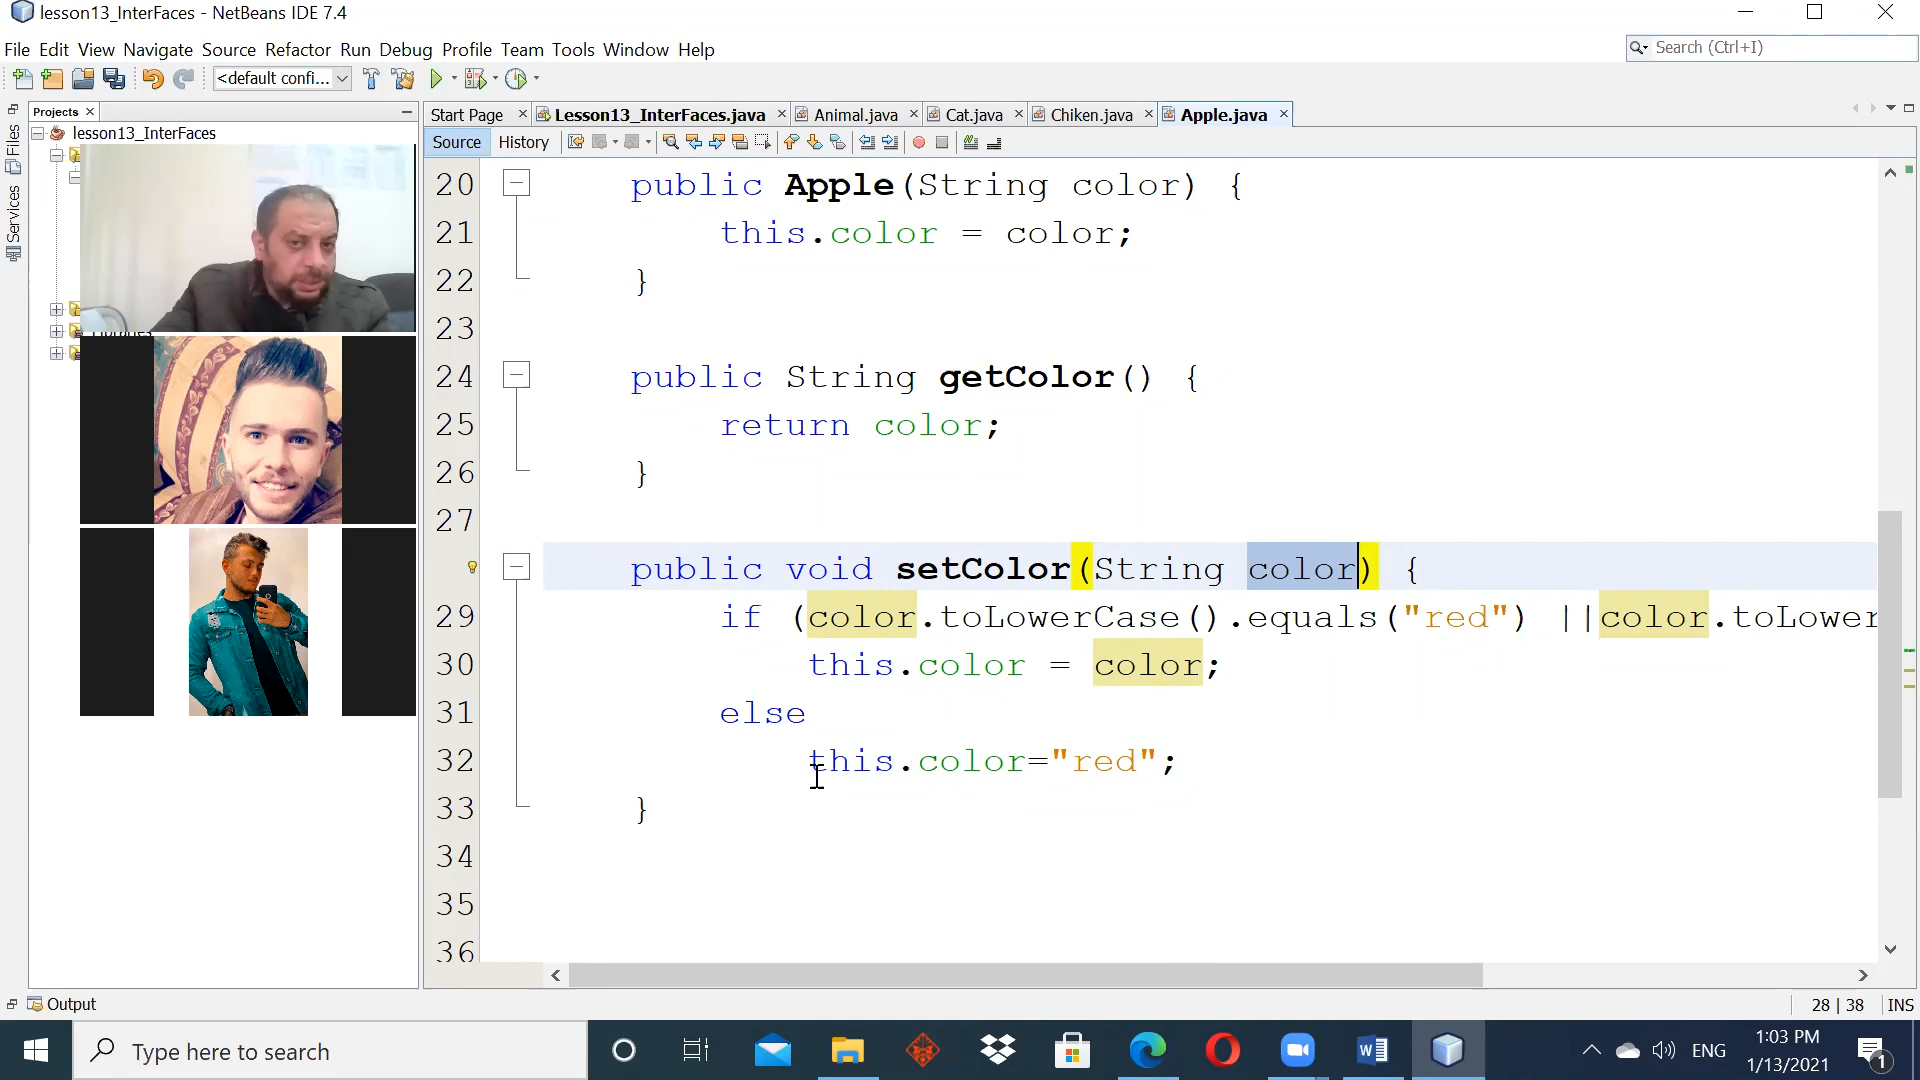 lesson13_InterFaces - NetBeans IDE 7.4
File Edit View Navigate Source Refactor Run Debug Profile Team Tools Window Help
Search (Ctrl+I)
<default confi...
Projects
Files
Services
lesson13_InterFaces
Start Page
Lesson13_InterFaces.java
Animal.java
Cat.java
Chiken.java
Apple.java
Source
History
20 public Apple(String color) {
21 this.color = color;
22 }
23
24 public String getColor() {
25 return color;
26 }
27
public void setColor(String color) {
29 if (color.toLowerCase().equals("red") ||color.toLower
30 this.color = color;
31 else
32 this.color="red";
33 }
34
35
36
Output
28 | 38
INS
Type here to search
ENG
1:03 PM
1/13/2021
1